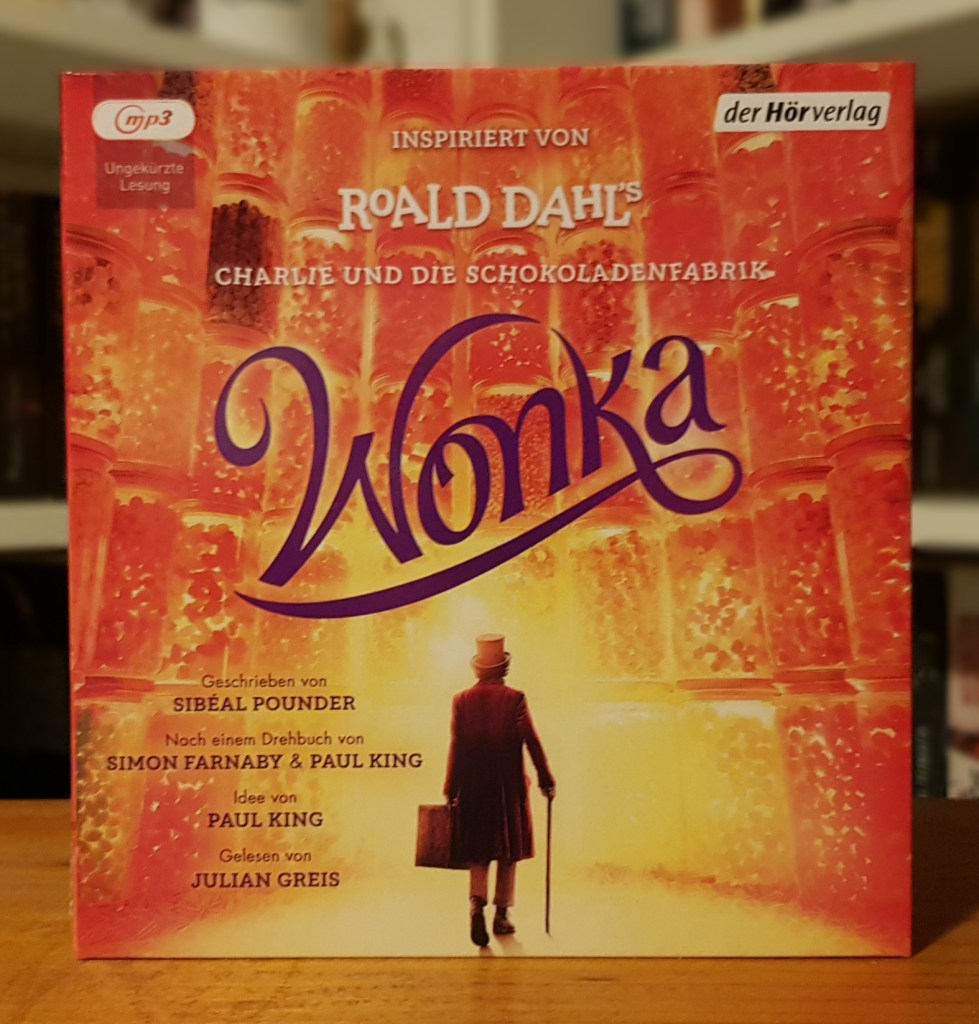 mp3
Ungekürzte
Lesung
der Hörverlag
INSPIRIERT VON
ROALD DAHL'S
CHARLIE UND DIE SCHOKOLADENFABRIK
Wonka
Geschrieben von
SIBÉAL POUNDER
Nach einem Drehbuch von
SIMON FARNABY & PAUL KING
Idee von
PAUL KING
Gelesen von
JULIAN GREIS